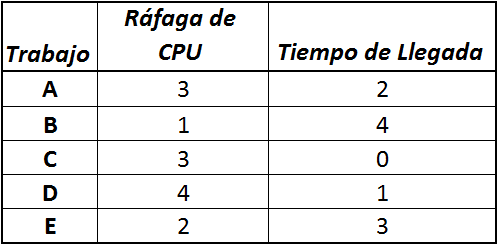 Trabajo Ráfaga de CPU Tiempo de Llegada
A 3 2
B 1 4
C 3 0
D 4 1
E 2 3